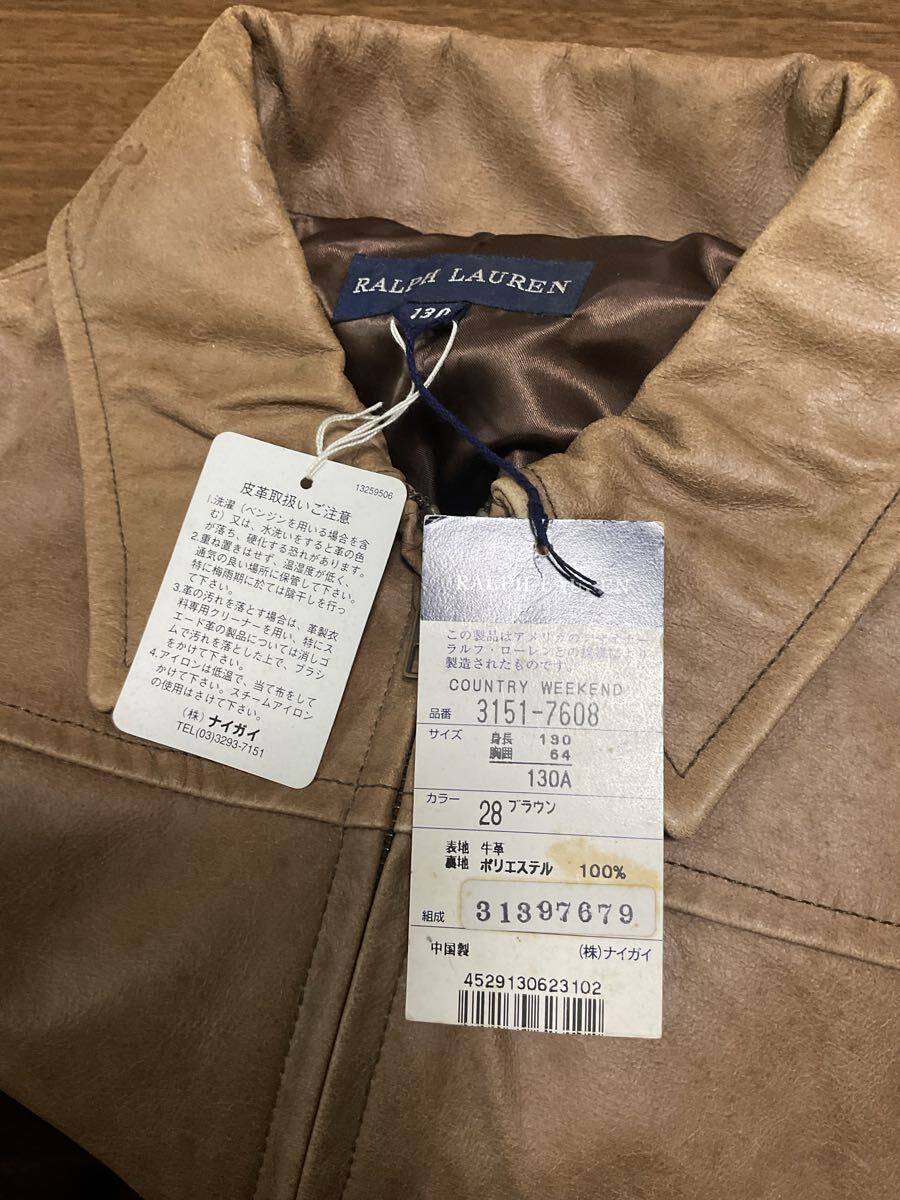 RALPH LAUREN
130
13259506
皮革取扱いご注意
1.洗濯（ベンジンを用いる場合を含
む）又は、水洗いをすると革の色
が落ち、硬化する恐れがあります。
2.重ね置きはせず、温湿度が低く、
通気の良い場所に保管して下さい。
特に梅雨期に於ては陰干しを行っ
て下さい。
3.革の汚れを落とす場合は、革製衣
料専用クリーナーを用い、特にス
エード革の製品については消しゴ
ムで汚れを落とした上で、ブラシ
をかけて下さい。
4.アイロンは低温で、当て布をして
かけて下さい。スチームアイロン
の使用はさけて下さい。
（株）ナイガイ
TEL(03)3293-7151
RALPH LAUREN
この製品はアメリカの
ラルフ・ローレンとの提携により
製造されたものです。
COUNTRY WEEKEND
品番 3151-7608
サイズ 身長 130
胸囲 64
130A
カラー 28 ブラウン
表地 牛革
裏地 ポリエステル 100%
組成 31397679
中国製 （株）ナイガイ
4529130623102